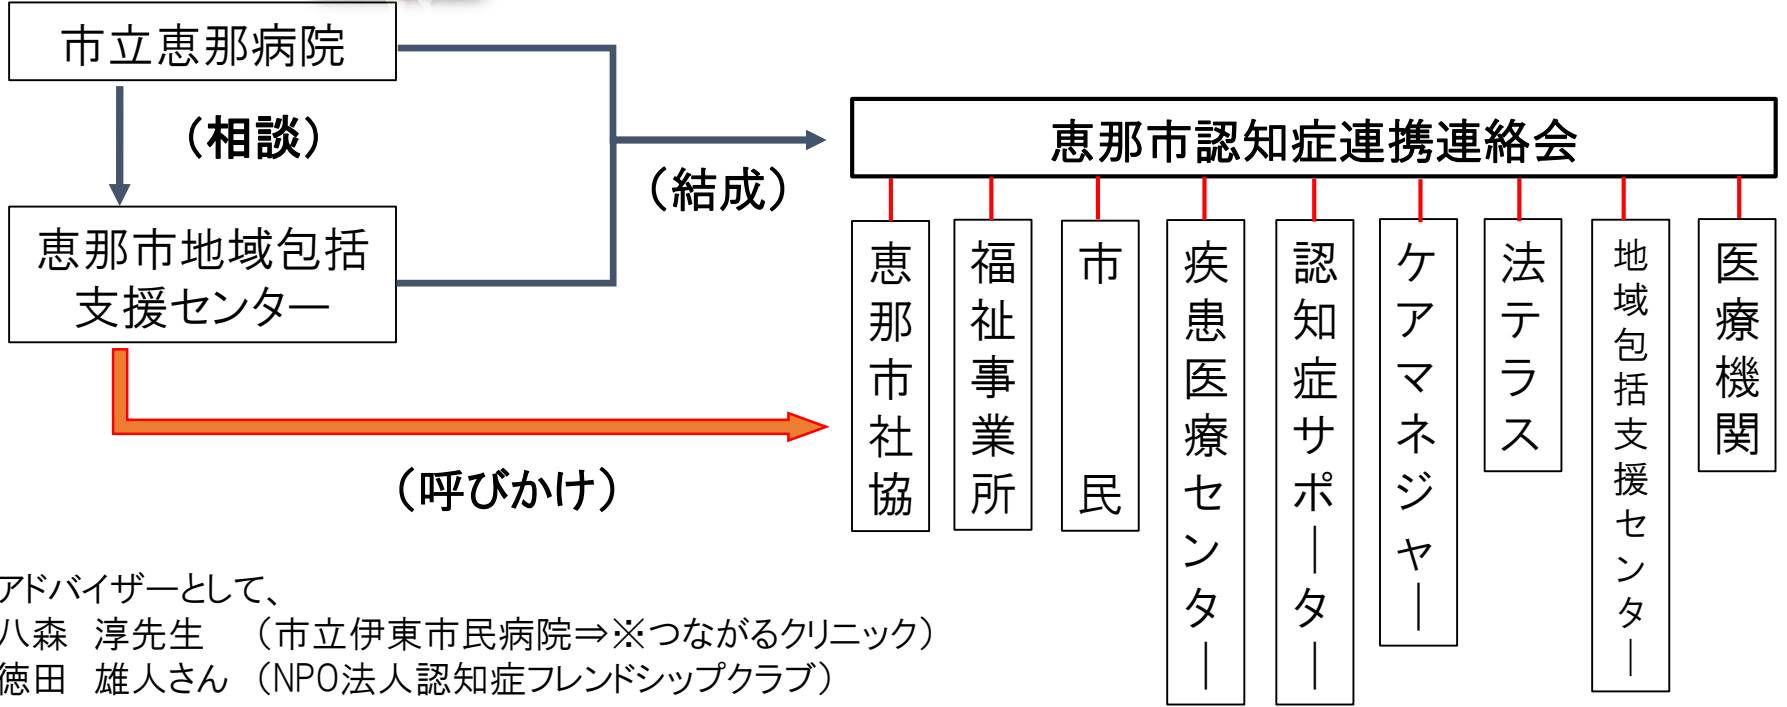 市立恵那病院
（相談）
恵那市地域包括
支援センター
（結成）
（呼びかけ）
恵那市認知症連携連絡会
恵那市社協
福祉事業所
市　民
疾患医療センター
認知症サポーター
ケアマネジャー
法テラス
地域包括支援センター
医療機関
アドバイザーとして、
八森　淳先生　（市立伊東市民病院⇒※つながるクリニック）
徳田　雄人さん　（NPO法人認知症フレンドシップクラブ）